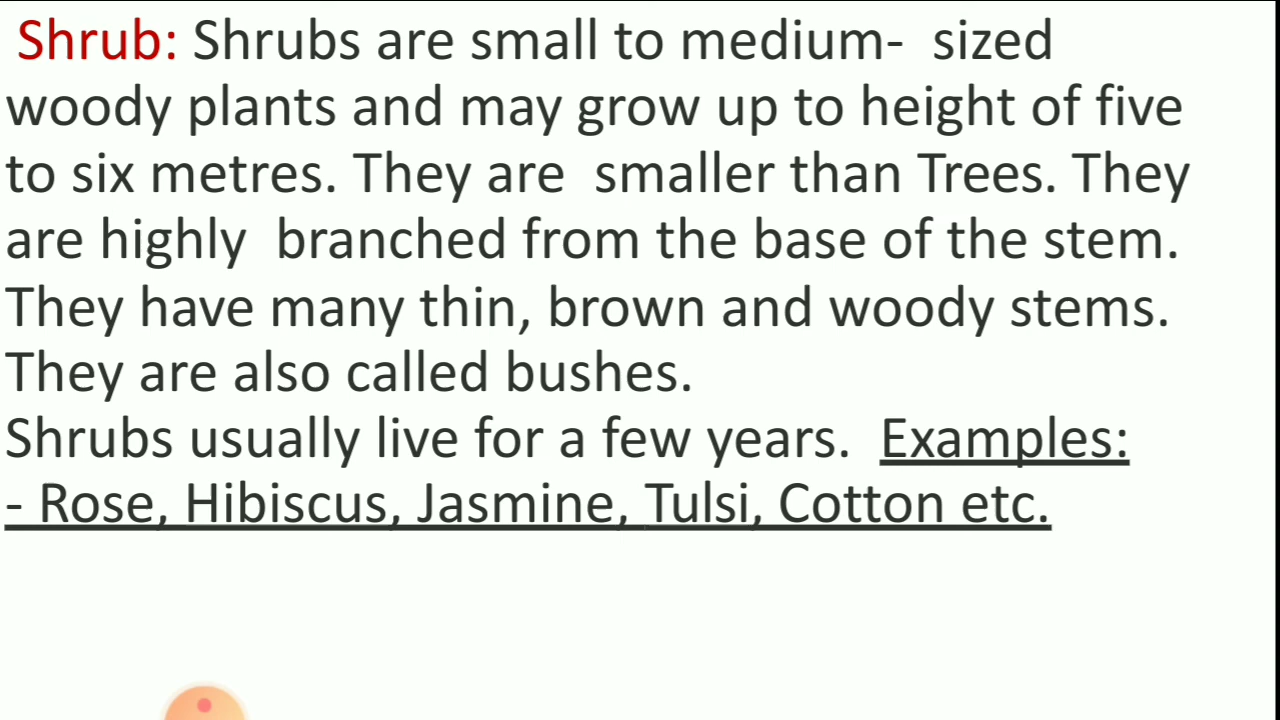 Shrub: Shrubs are small to medium- sized
woody plants and may grow up to height of five
to six metres. They are smaller than Trees. They
are highly branched from the base of the stem.
They have many thin, brown and woody stems.
They are also called bushes.
Shrubs usually live for a few years. Examples:
- Rose, Hibiscus, Jasmine, Tulsi, Cotton etc.